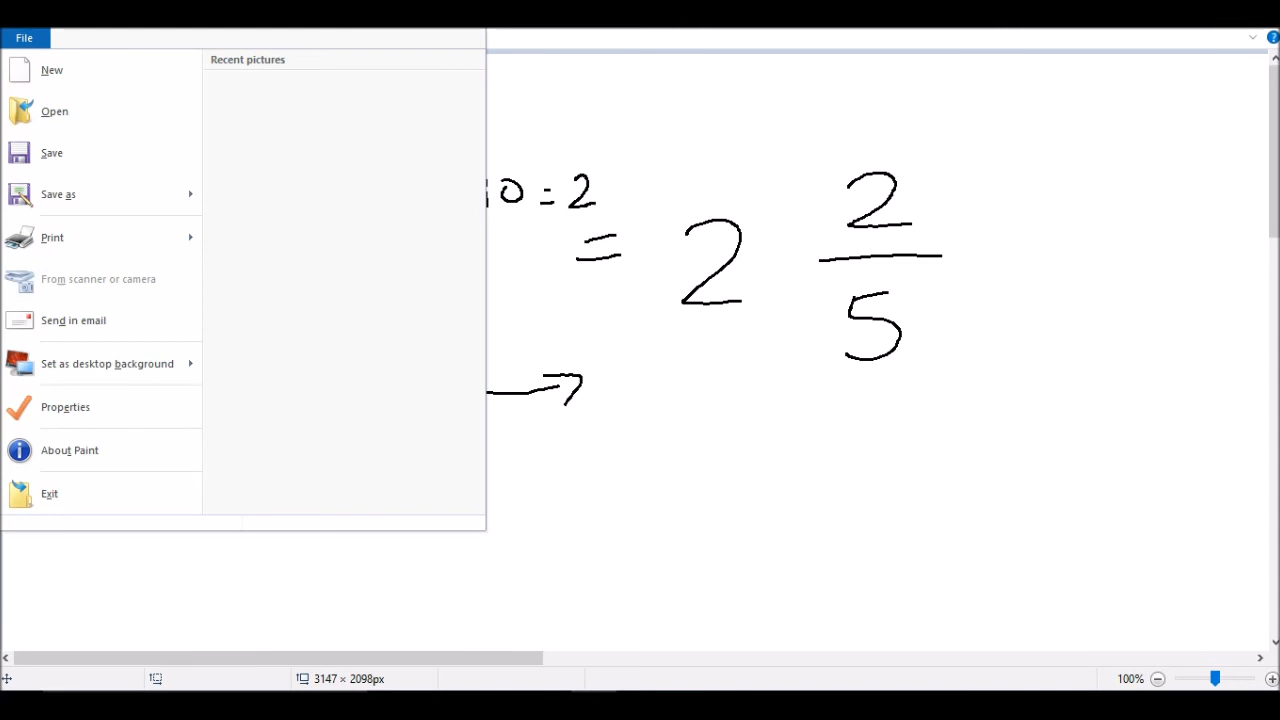 File
Recent pictures
New
Open
Save
Save as
Print
From scanner or camera
Send in email
Set as desktop background
Properties
About Paint
Exit
0 = 2
= 2 2/5
3147 × 2098px
100%